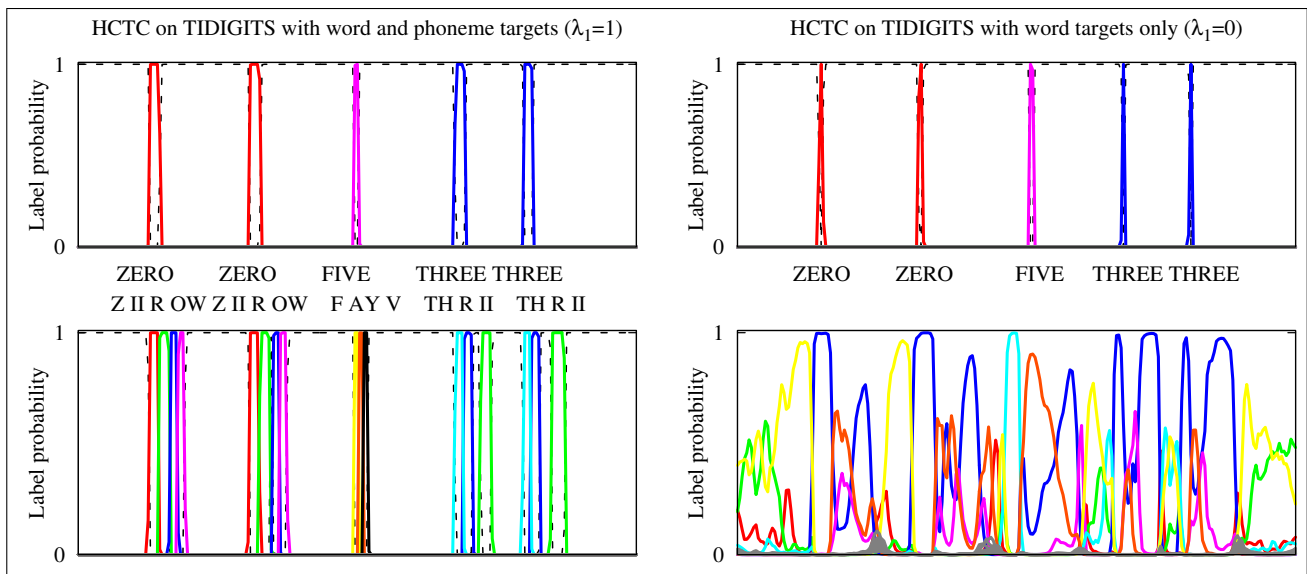 HCTC on TIDIGITS with word and phoneme targets (λ1=1)
1
Label probability
0
ZERO ZERO FIVE THREE THREE
Z II R OW Z II R OW F AY V TH R II TH R II
1
Label probability
0
HCTC on TIDIGITS with word targets only (λ1=0)
1
Label probability
0
ZERO ZERO FIVE THREE THREE
1
Label probability
0